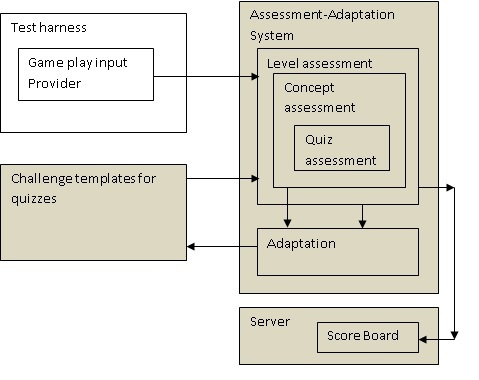 Test harness
Game play input
Provider
Assessment-Adaptation
System
Level assessment
Concept
assessment
Quiz
assessment
Challenge templates for
quizzes
Adaptation
Server
Score Board